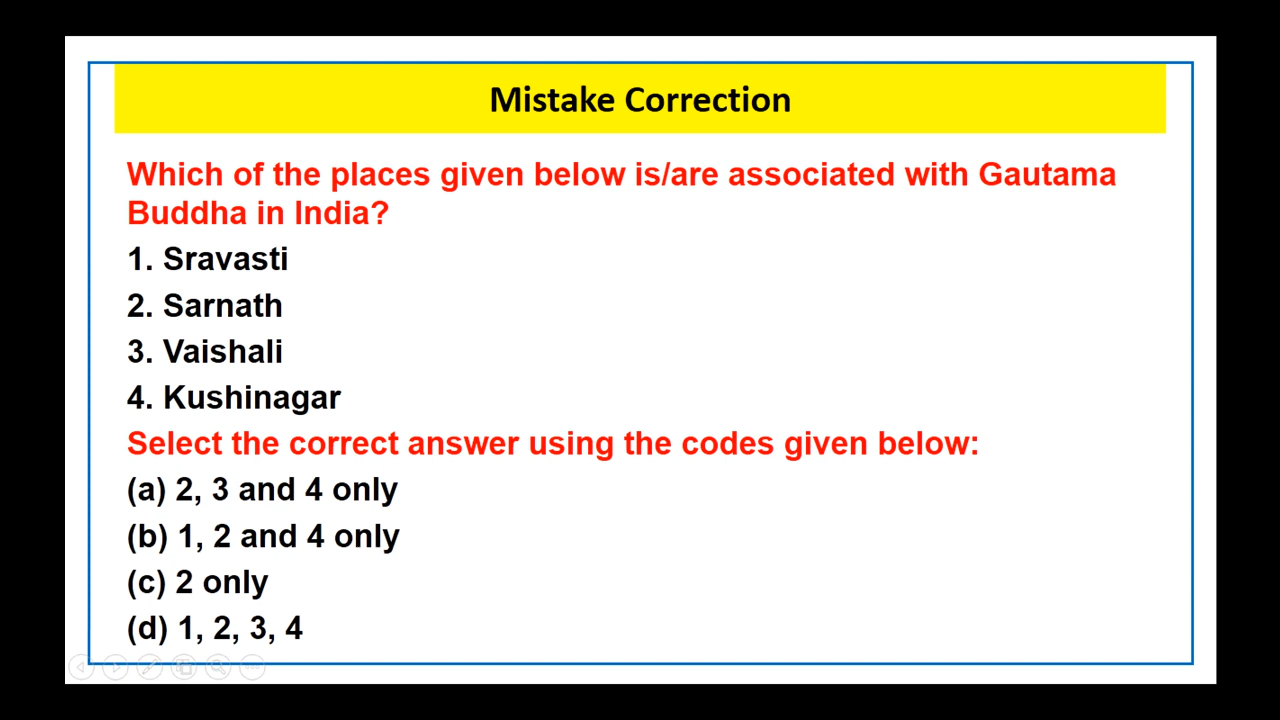 Mistake Correction
Which of the places given below is/are associated with Gautama
Buddha in India?
1. Sravasti
2. Sarnath
3. Vaishali
4. Kushinagar
Select the correct answer using the codes given below:
(a) 2, 3 and 4 only
(b) 1, 2 and 4 only
(c) 2 only
(d) 1, 2, 3, 4